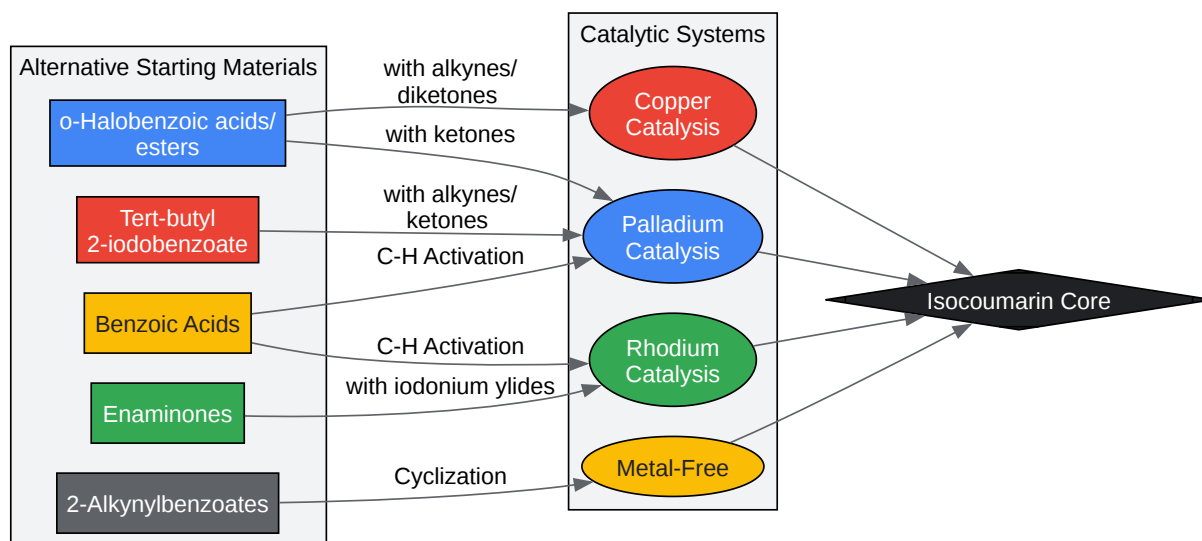 Alternative Starting Materials
o-Halobenzoic acids/
esters
Tert-butyl
2-iodobenzoate
Benzoic Acids
Enaminones
2-Alkynylbenzoates
with alkynes/
diketones
with ketones
with alkynes/
ketones
C-H Activation
C-H Activation
with iodonium ylides
Cyclization
Catalytic Systems
Copper
Catalysis
Palladium
Catalysis
Rhodium
Catalysis
Metal-Free
Isocoumarin Core